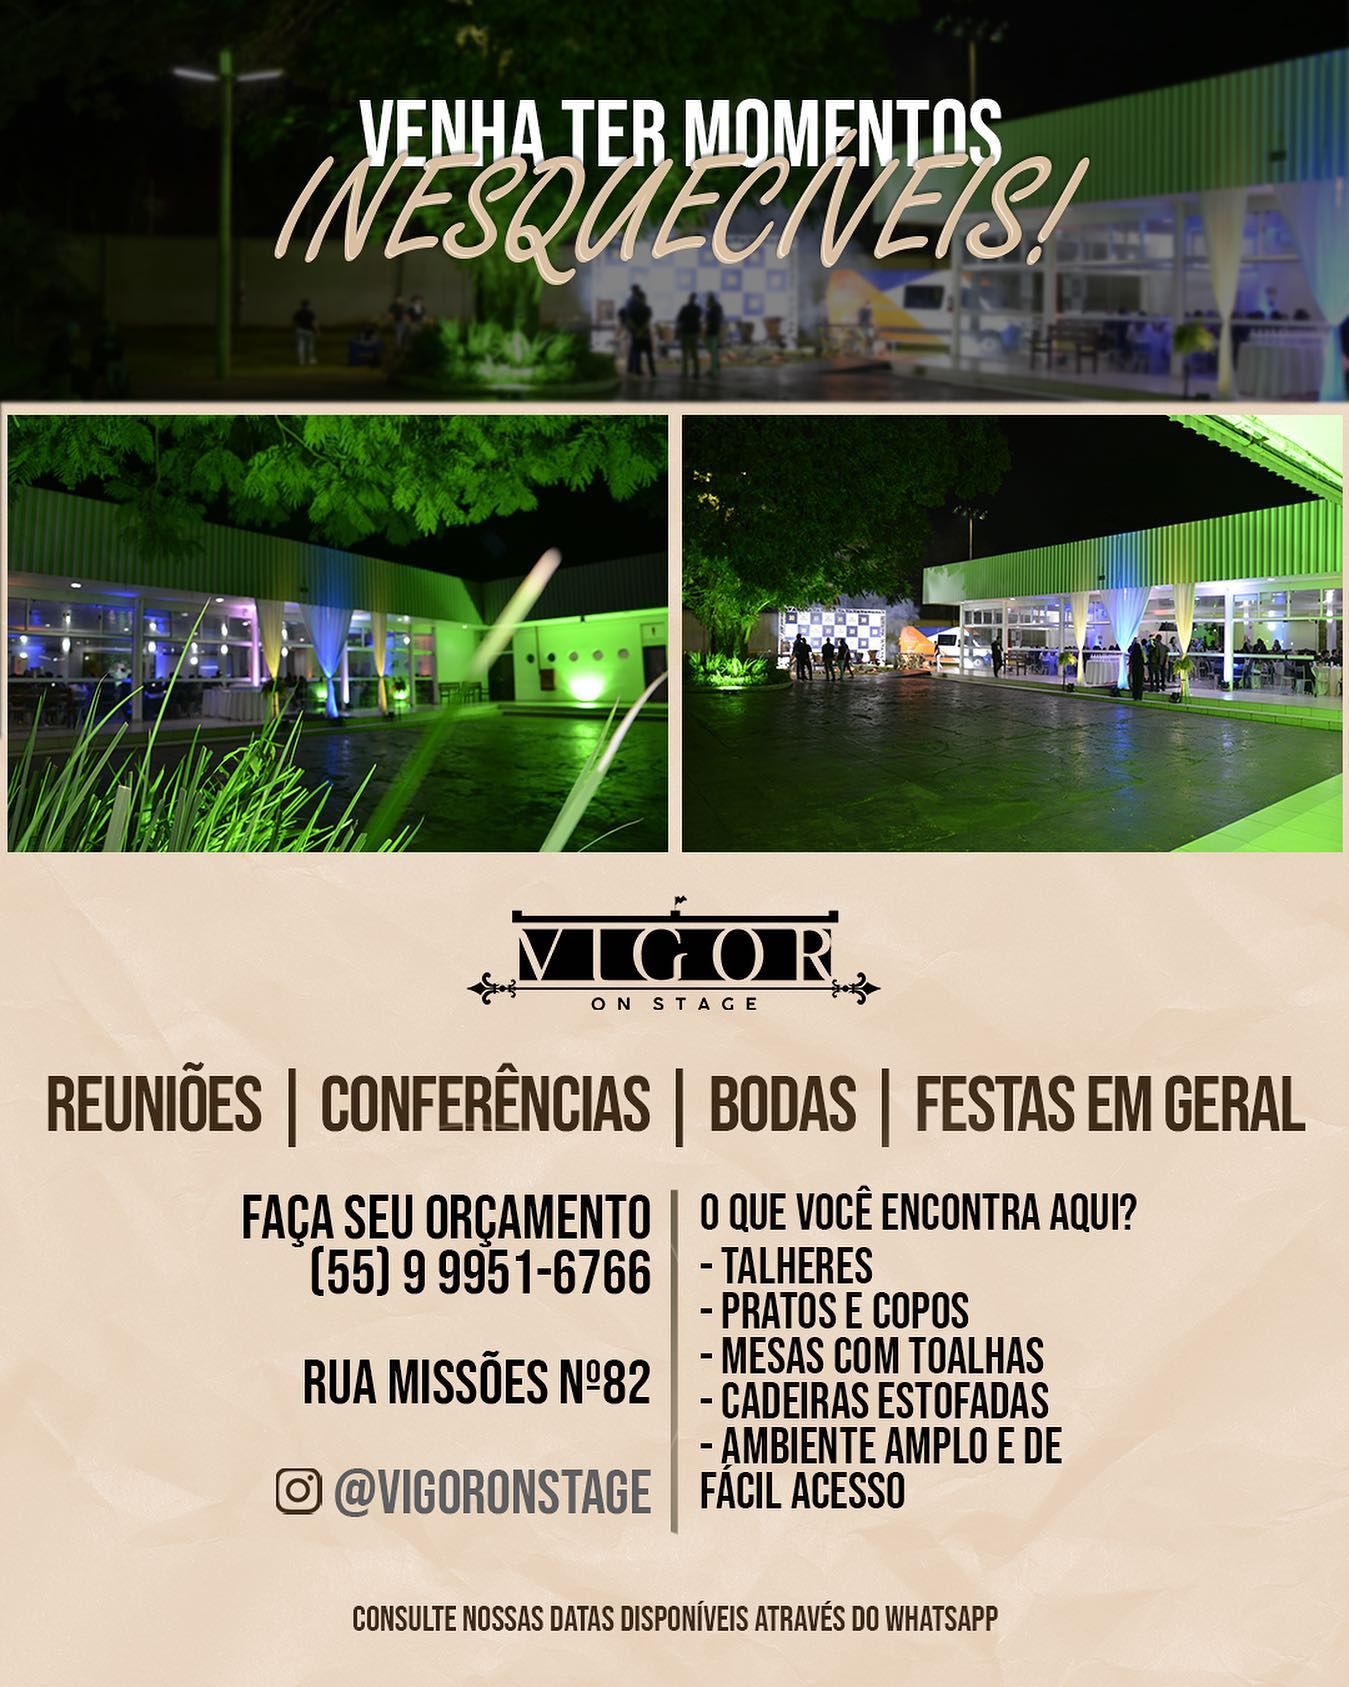 VENHA TER MOMENTOS
INESQUECÍVEIS!
VIGOR
ON STAGE
REUNIÕES | CONFERÊNCIAS | BODAS | FESTAS EM GERAL
FAÇA SEU ORÇAMENTO
(55) 9 9951-6766
RUA MISSÕES Nº82
@VIGORONSTAGE
O QUE VOCÊ ENCONTRA AQUI?
- TALHERES
- PRATOS E COPOS
- MESAS COM TOALHAS
- CADEIRAS ESTOFADAS
- AMBIENTE AMPLO E DE
FÁCIL ACESSO
CONSULTE NOSSAS DATAS DISPONÍVEIS ATRAVÉS DO WHATSAPP